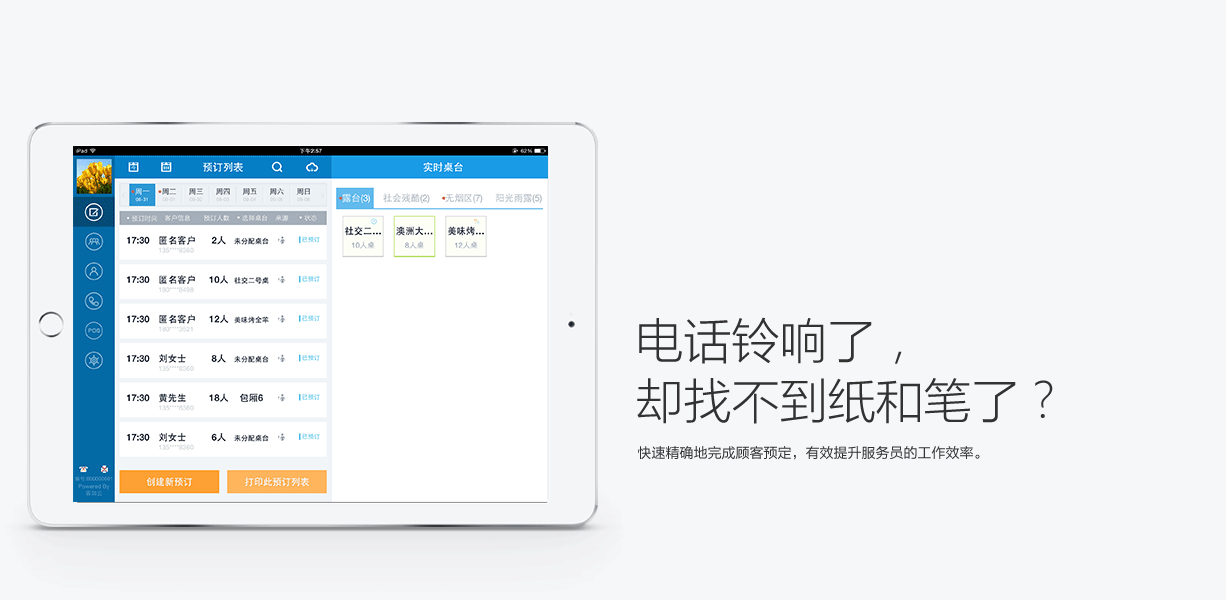 iPad
下午2:57
62%
预订列表
实时桌台
周一 周二 周三 周四 周五 周六 周日
08-31
露台(3) 社会残酷(2) 无烟区(7) 阳光雨露(5)
预订时间 客户信息 预订人数 选择桌台 来源 状态
社交二... 澳洲大... 美味烤...
10人桌 8人桌 12人桌
17:30 匿名客户 2人 未分配桌台 已预订
135****8360
17:30 匿名客户 10人 社交二号桌 已预订
17:30 匿名客户 12人 美味烤全羊 已预订
17:30 刘女士 8人 未分配桌台 已预订
135****8360
17:30 黄先生 18人 包厢6 已预订
135****8360
17:30 刘女士 6人 未分配桌台 已预订
135****8360
POS
Powered By
创建新预订 打印此预订列表
电话铃响了，
却找不到纸和笔了？
快速精确地完成顾客预定，有效提升服务员的工作效率。